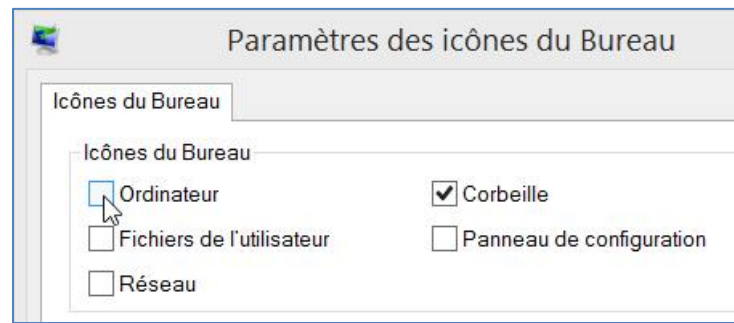 Paramètres des icônes du Bureau
Icônes du Bureau
Icônes du Bureau
Ordinateur
Corbeille
Fichiers de l'utilisateur
Panneau de configuration
Réseau